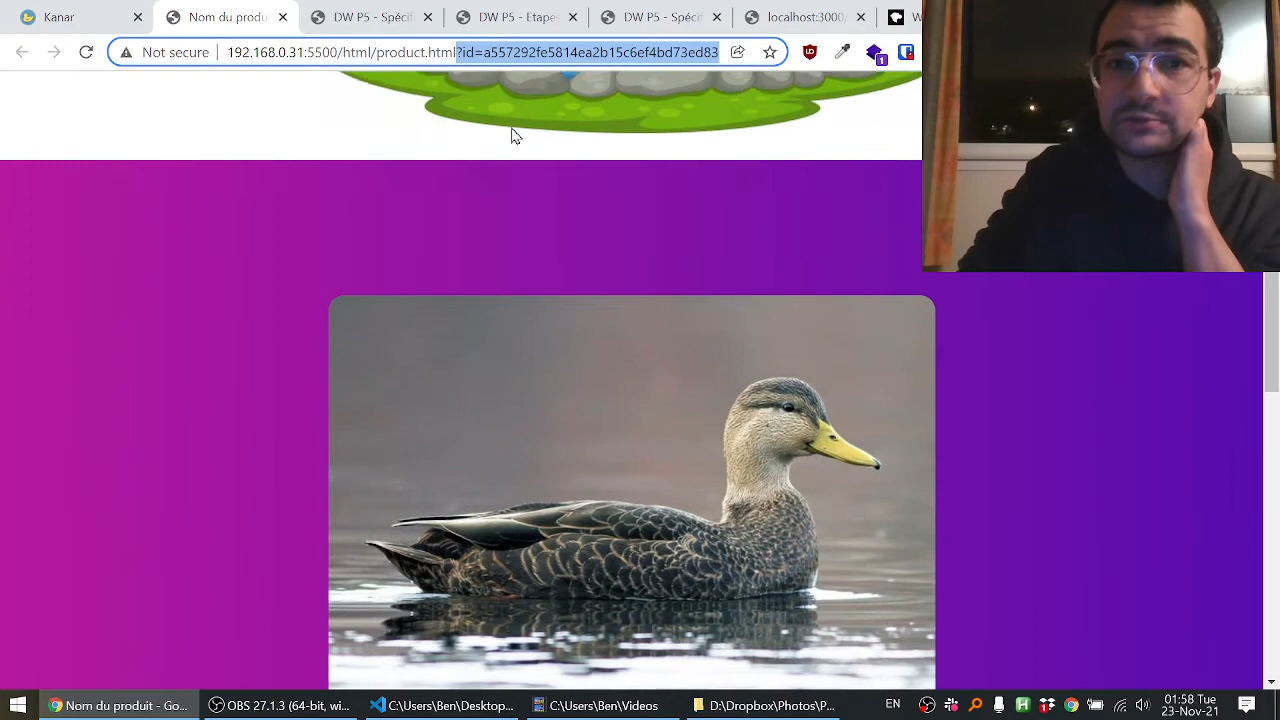 Kanar
Nom du produ
DW P5 - Spécif
DW P5 - Etape
DW P5 - Spécif
localhost:3000/
W
Not secure
192.168.0.31:5500/html/product.html?id=a557292fe5814ea2b15c6ef4bd73ed83
1
Nom du produit - Go...
OBS 27.1.3 (64-bit, wi...
C:\Users\Ben\Desktop...
C:\Users\Ben\Videos
D:\Dropbox\Photos\P...
EN
01:58 Tue
23-Nov-21